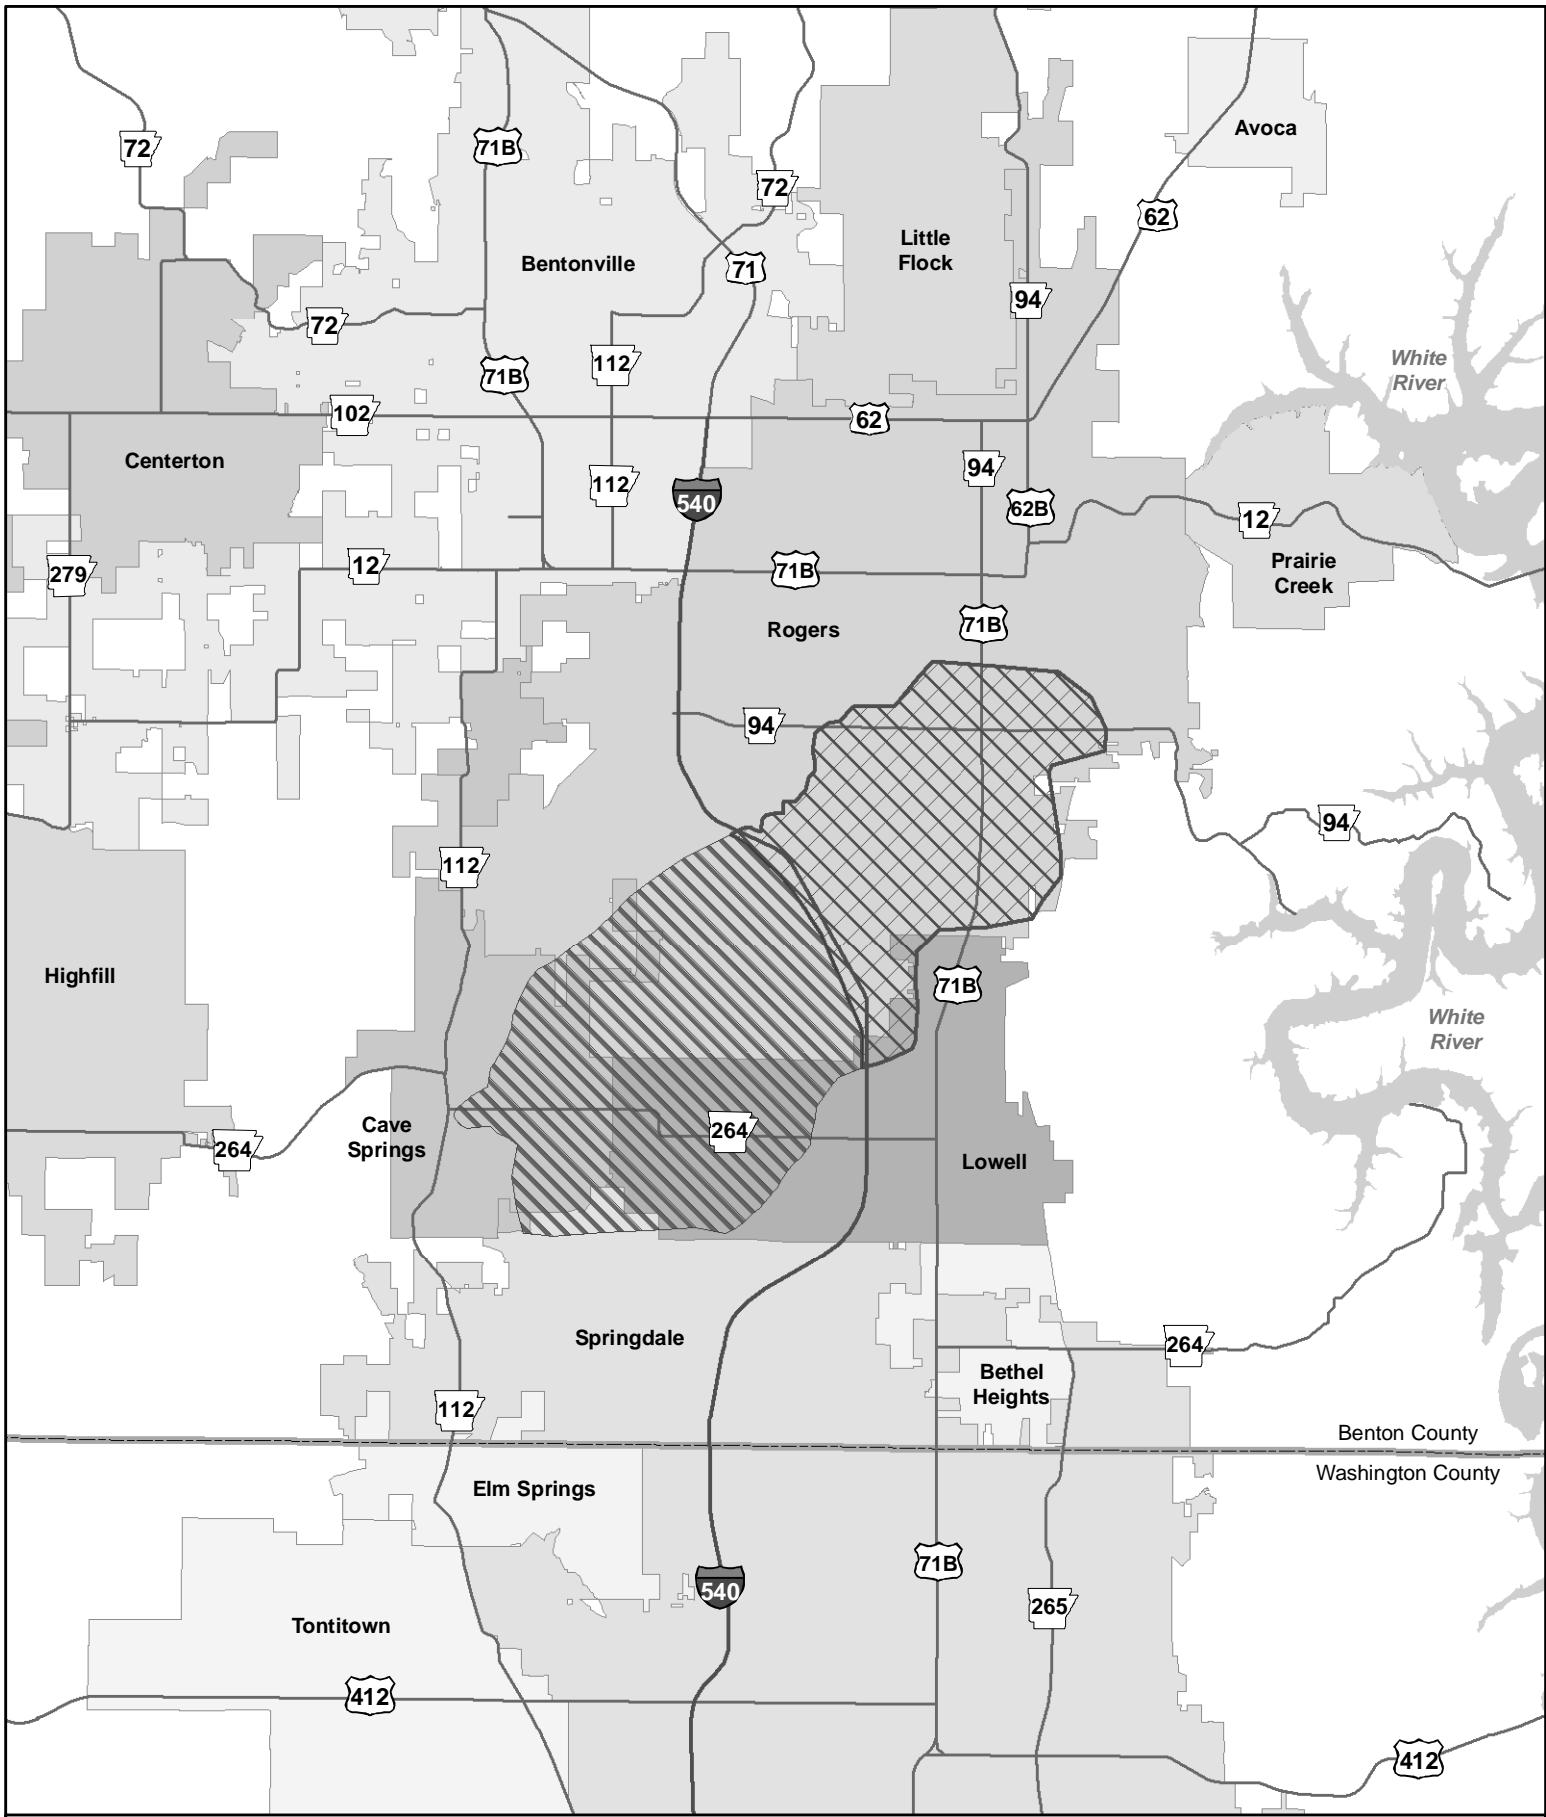 Avoca
72
71B
72
62
Little
Flock
Bentonville
71
94
72
White
River
112
71B
102
62
Centerton
94
112
540
62B
12
279
12
71B
Prairie
Creek
71B
Rogers
94
94
112
Highfill
71B
White
River
Cave
Springs
264
264
Lowell
Springdale
264
Bethel
Heights
112
Benton County
Washington County
Elm Springs
71B
540
265
Tontitown
412
412